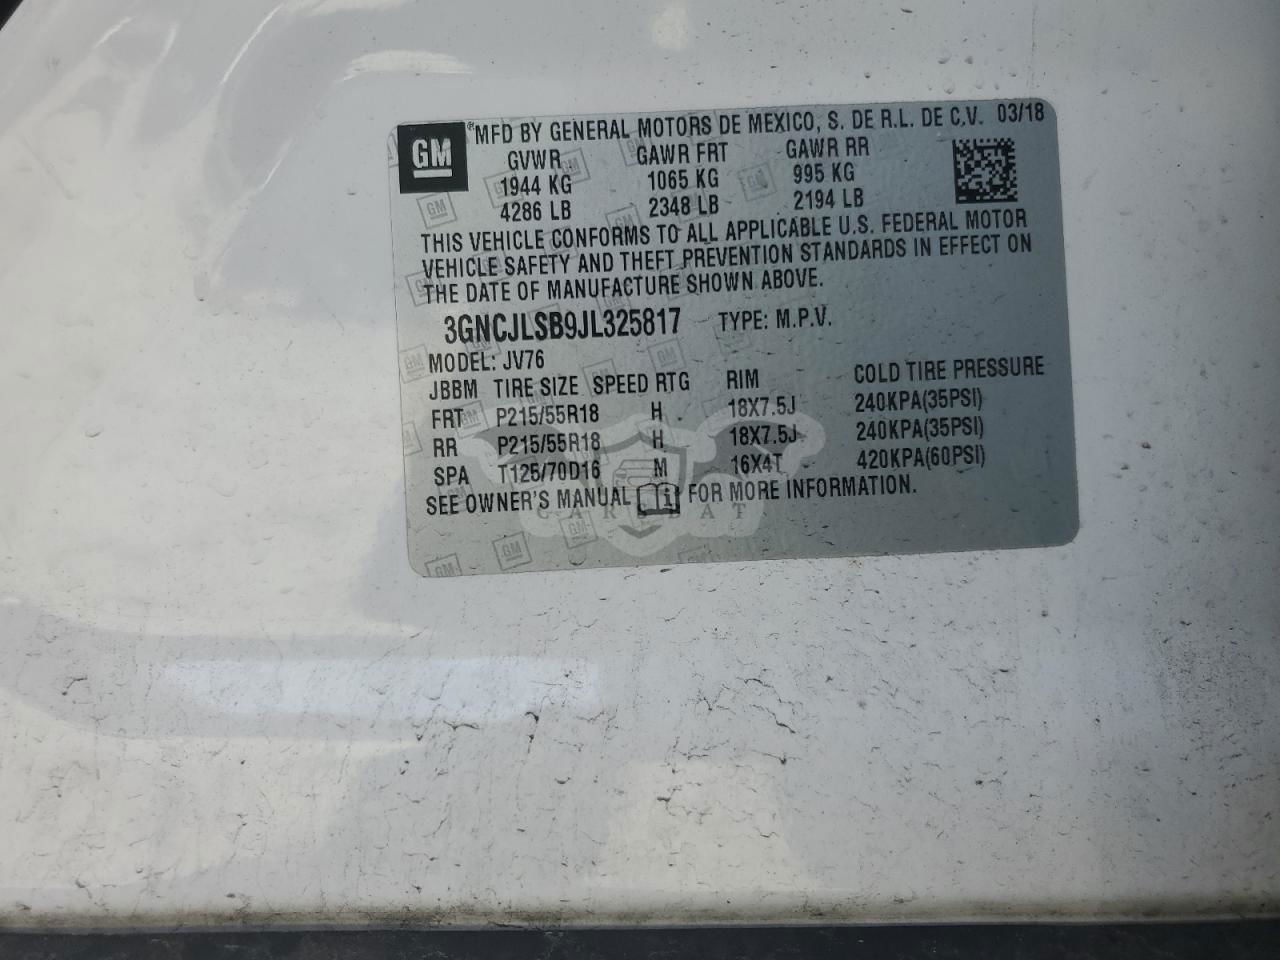 GM
®MFD BY GENERAL MOTORS DE MEXICO, S. DE R.L. DE C.V. 03/18
GVWR GAWR FRT GAWR RR
1944 KG 1065 KG 995 KG
4286 LB 2348 LB 2194 LB
THIS VEHICLE CONFORMS TO ALL APPLICABLE U.S. FEDERAL MOTOR
VEHICLE SAFETY AND THEFT PREVENTION STANDARDS IN EFFECT ON
THE DATE OF MANUFACTURE SHOWN ABOVE.
3GNCJLSB9JL325817 TYPE: M.P.V.
MODEL: JV76
JBBM TIRE SIZE SPEED RTG RIM COLD TIRE PRESSURE
FRT P215/55R18 H 18X7.5J 240KPA(35PSI)
RR P215/55R18 H 18X7.5J 240KPA(35PSI)
SPA T125/70D16 M 16X4T 420KPA(60PSI)
SEE OWNER'S MANUAL i FOR MORE INFORMATION.